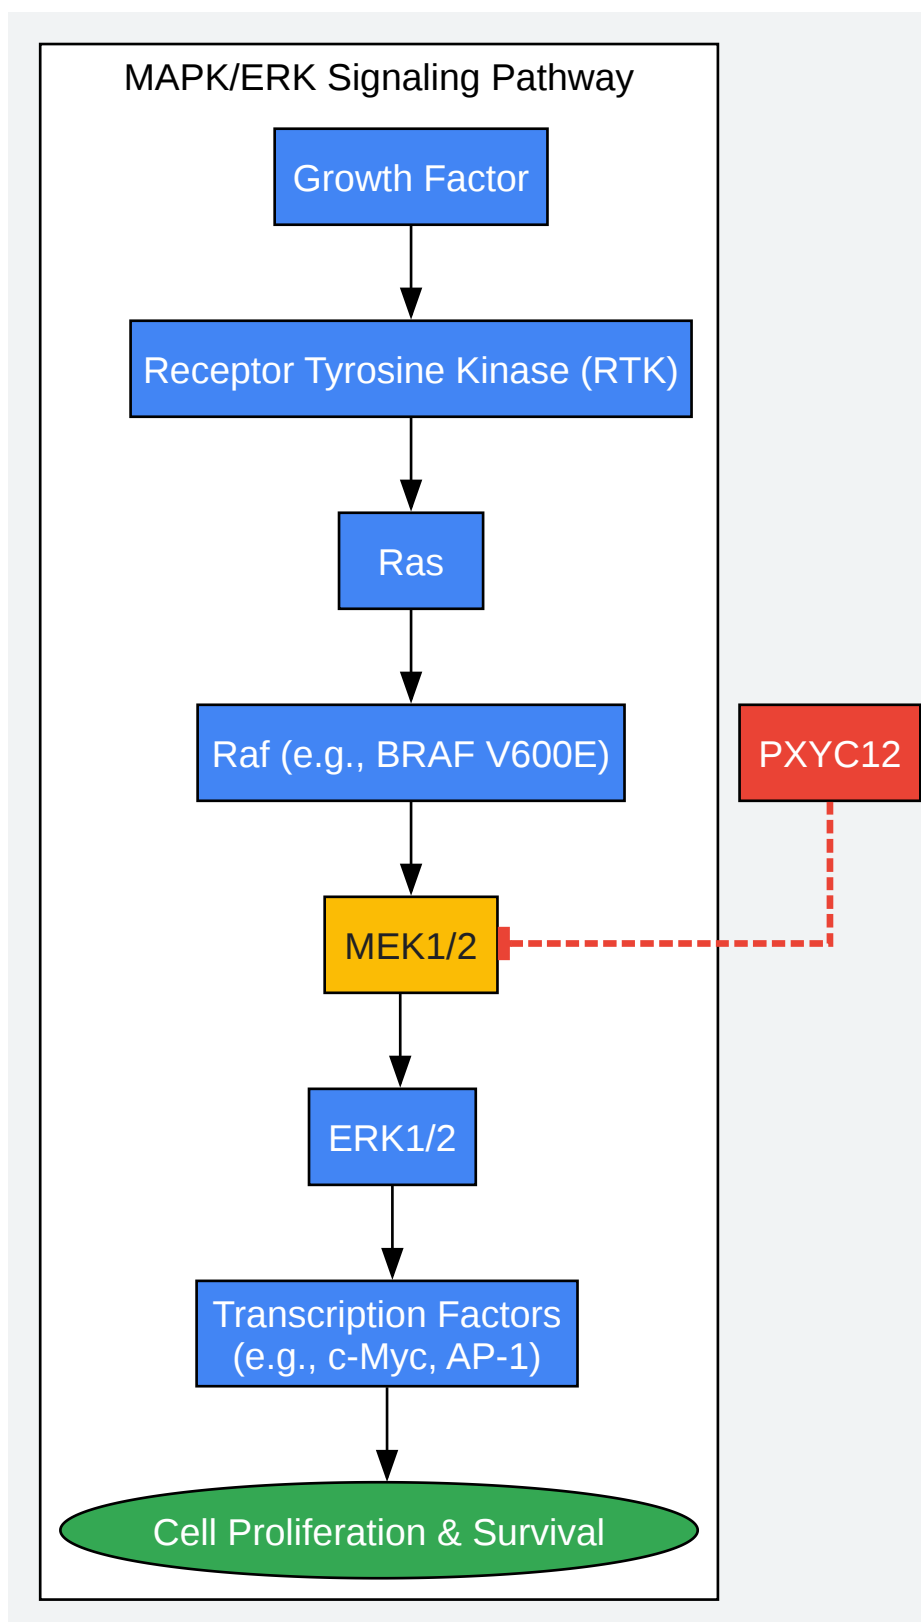 MAPK/ERK Signaling Pathway
Growth Factor
Receptor Tyrosine Kinase (RTK)
Ras
Raf (e.g., BRAF V600E)
PXYC12
MEK1/2
ERK1/2
Transcription Factors
(e.g., c-Myc, AP-1)
Cell Proliferation & Survival